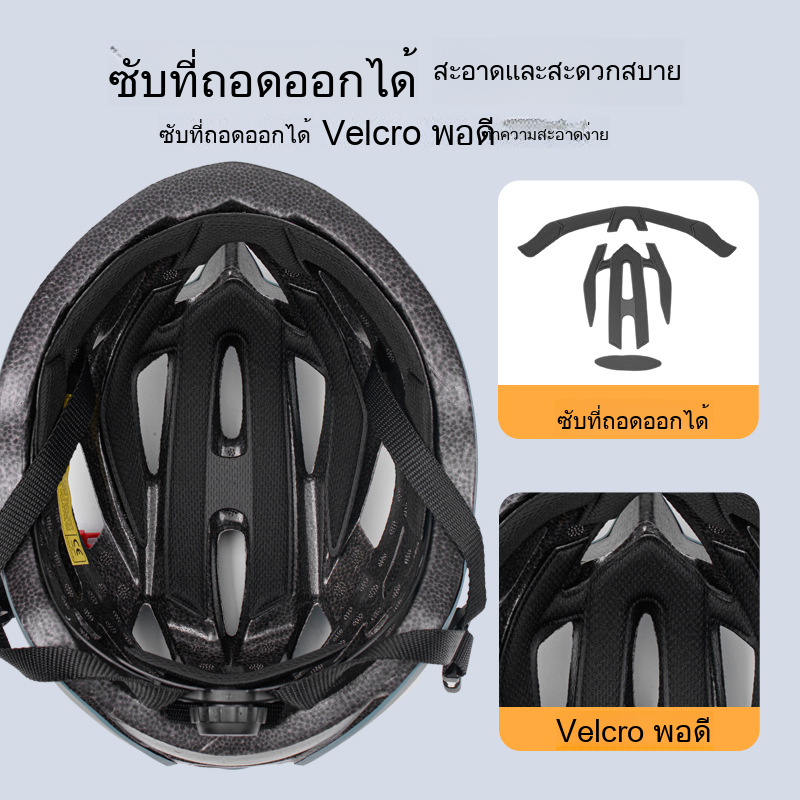 ซับที่ถอดออกได้ สะอาดและสะดวกสบาย
ซับที่ถอดออกได้ Velcro พอดี ทำความสะอาดง่าย
ซับที่ถอดออกได้
Velcro พอดี